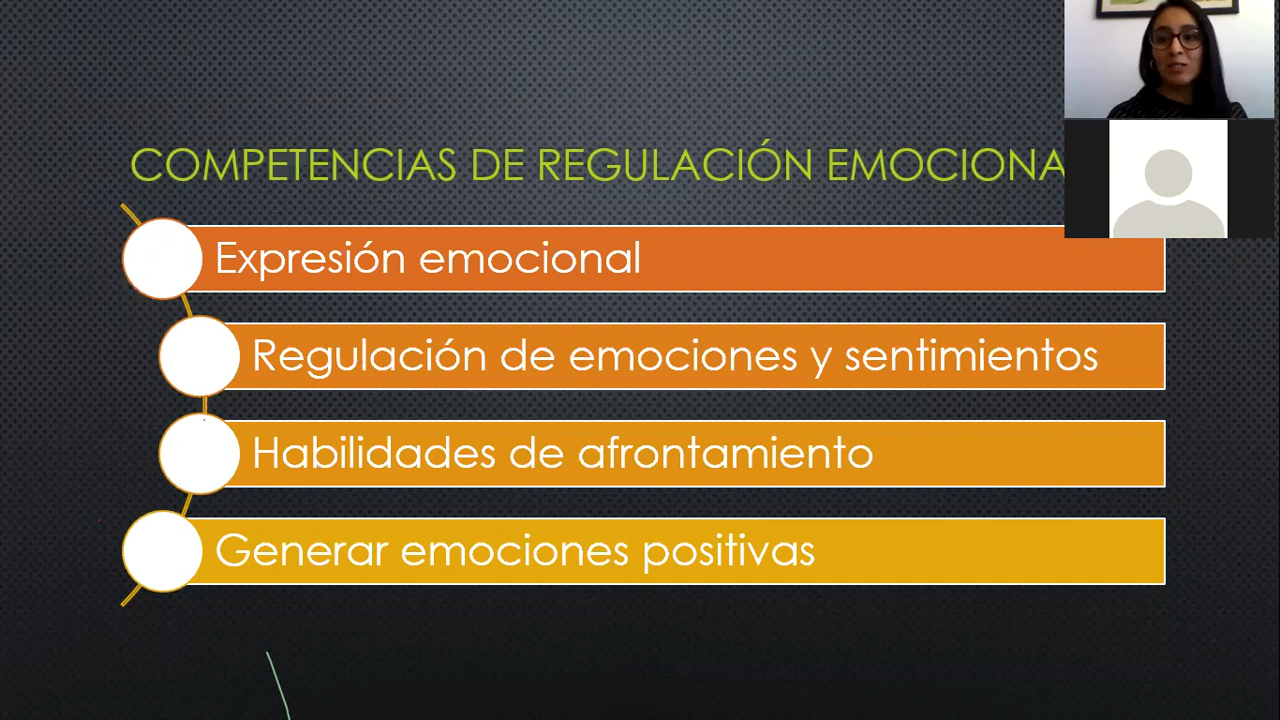 COMPETENCIAS DE REGULACIÓN EMOCIONA
Expresión emocional
Regulación de emociones y sentimientos
Habilidades de afrontamiento
Generar emociones positivas